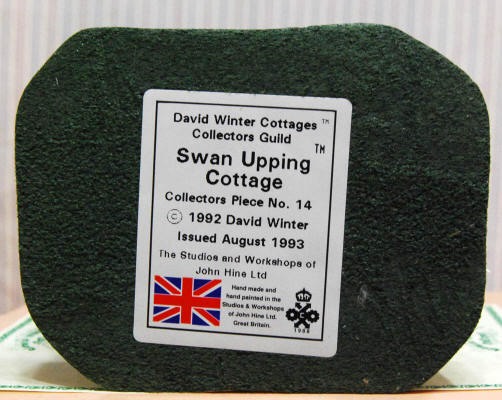 David Winter Cottages ™
Collectors Guild
Swan Upping ™
Cottage
Collectors Piece No. 14
© 1992 David Winter
Issued August 1993
The Studios and Workshops of
John Hine Ltd
Hand made and
hand painted in the
Studios & Workshops
of John Hine Ltd.
Great Britain.